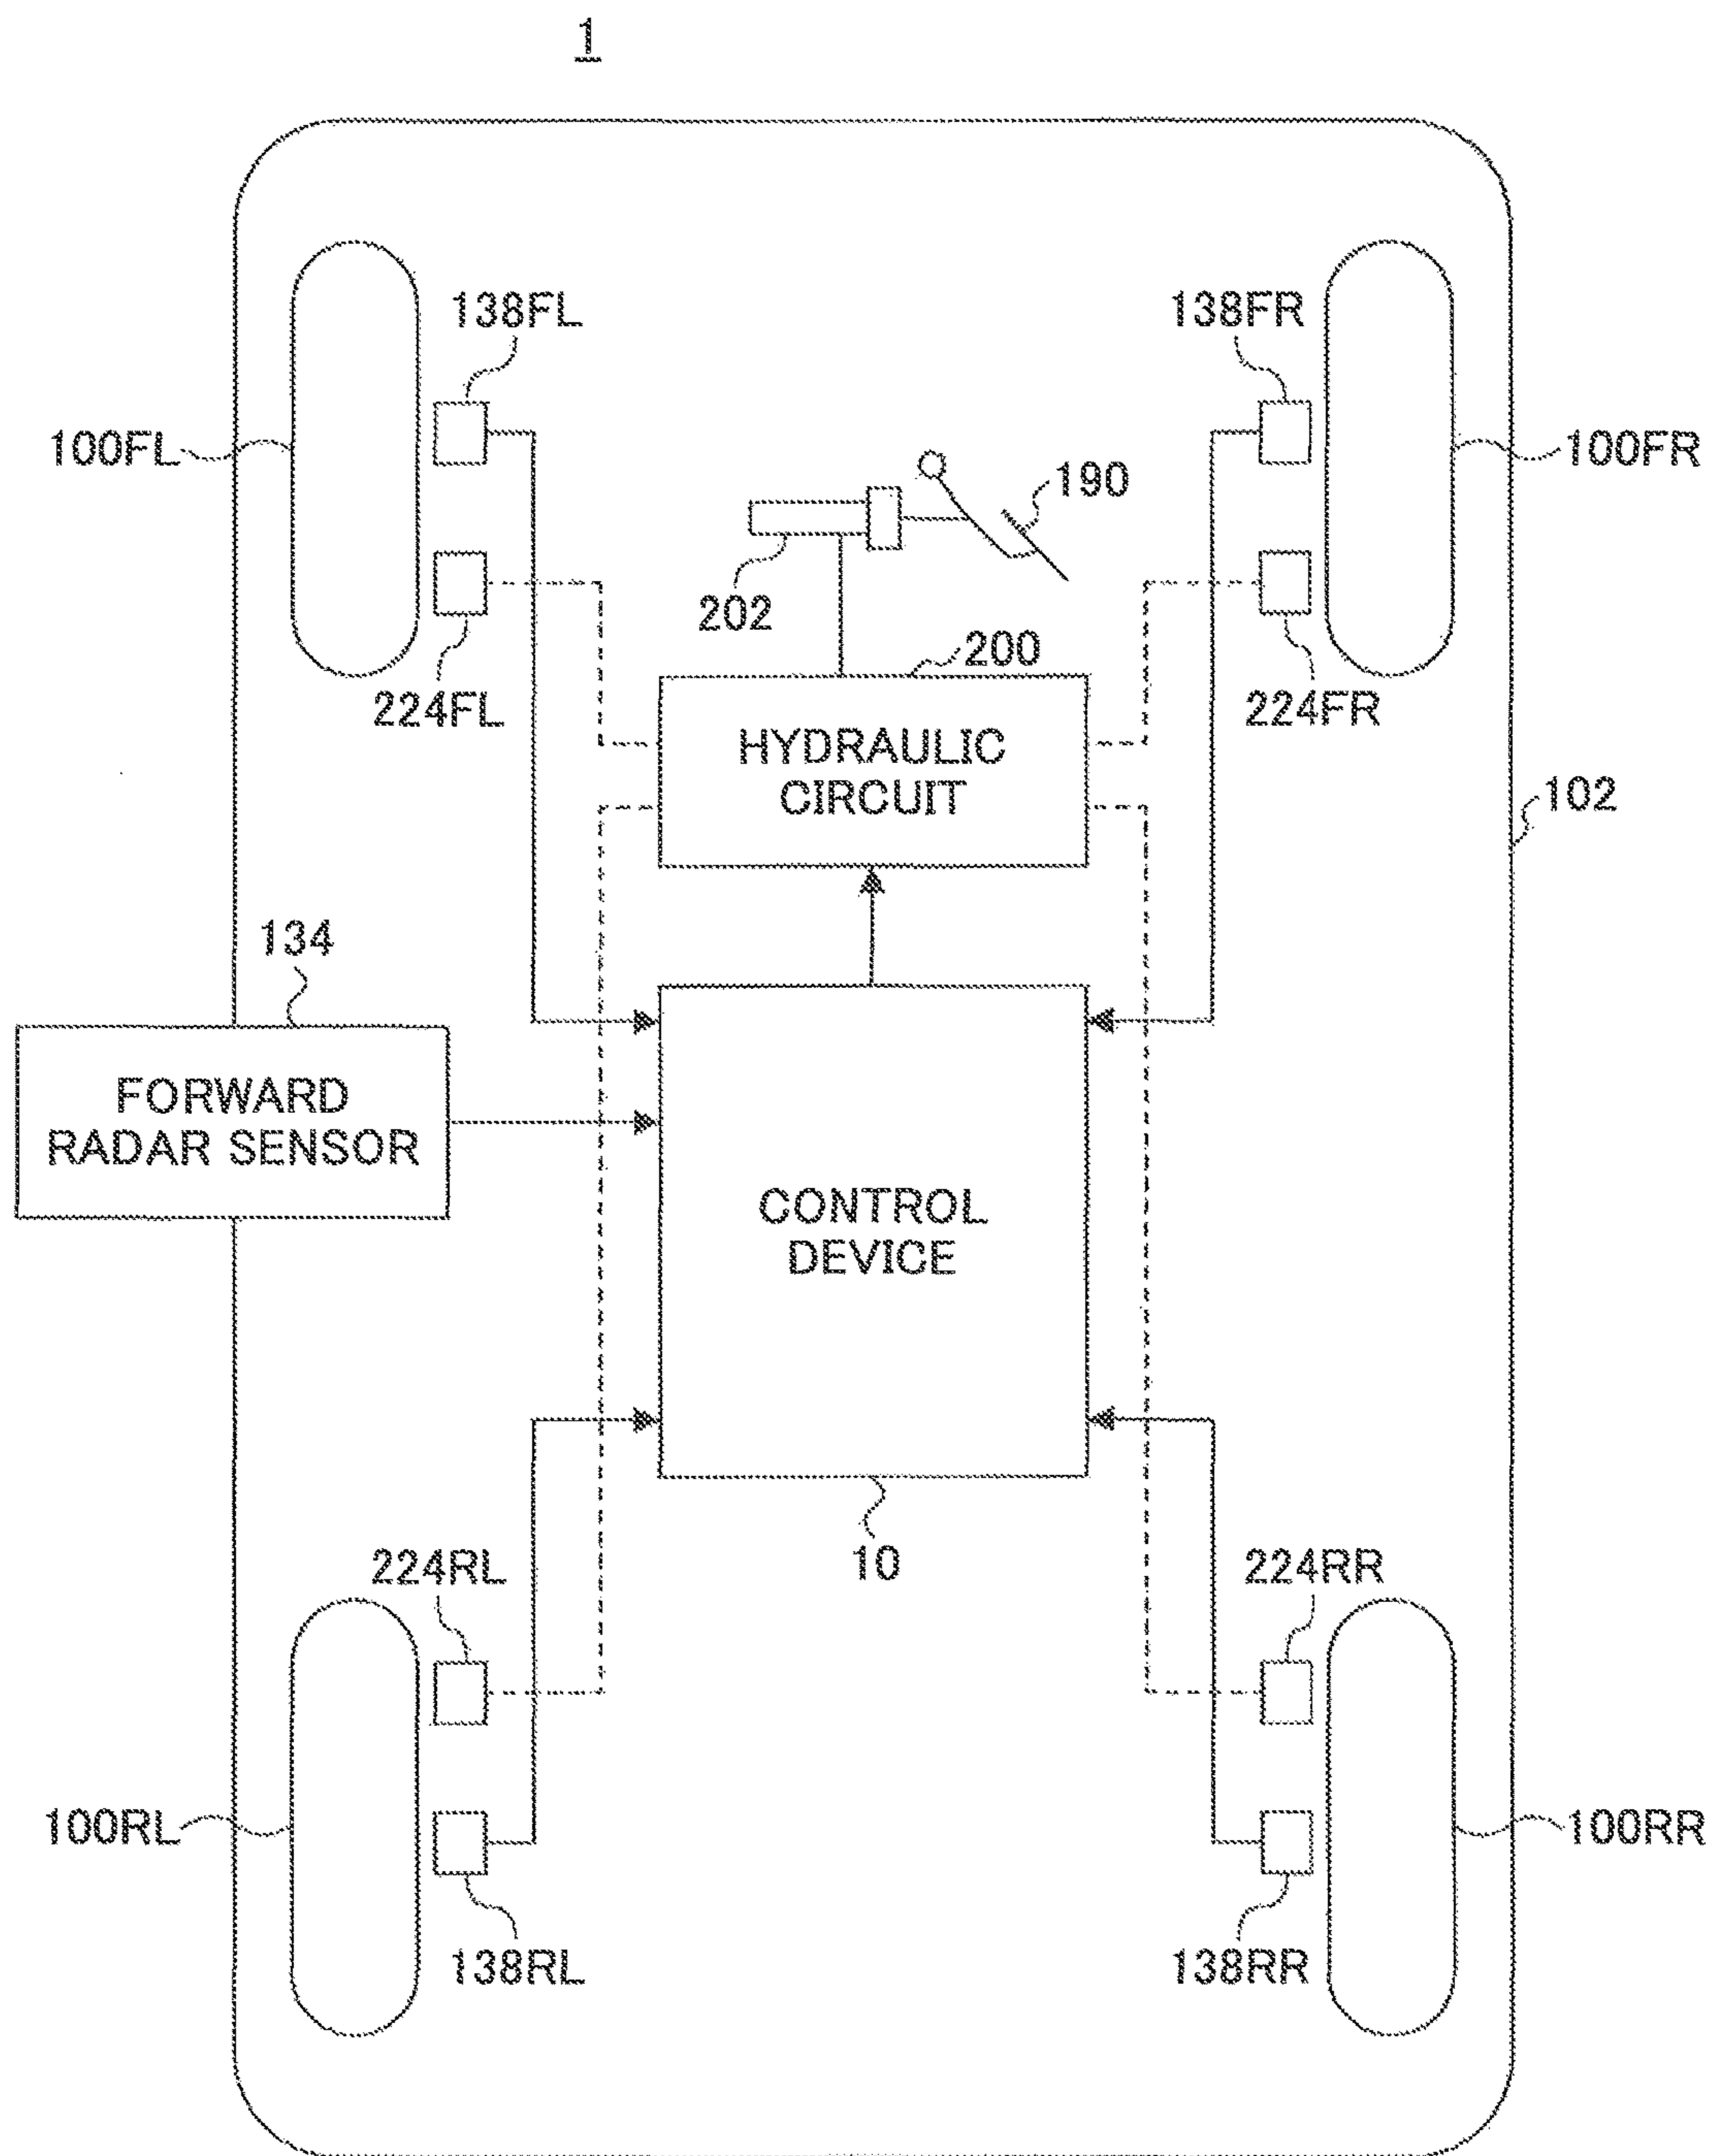 1
138FL
138FR
100FL
190
100FR
202
200
224FL
224FR
HYDRAULIC
CIRCUIT
102
134
FORWARD
RADAR SENSOR
CONTROL
DEVICE
10
224RL
224RR
100RL
100RR
138RL
138RR